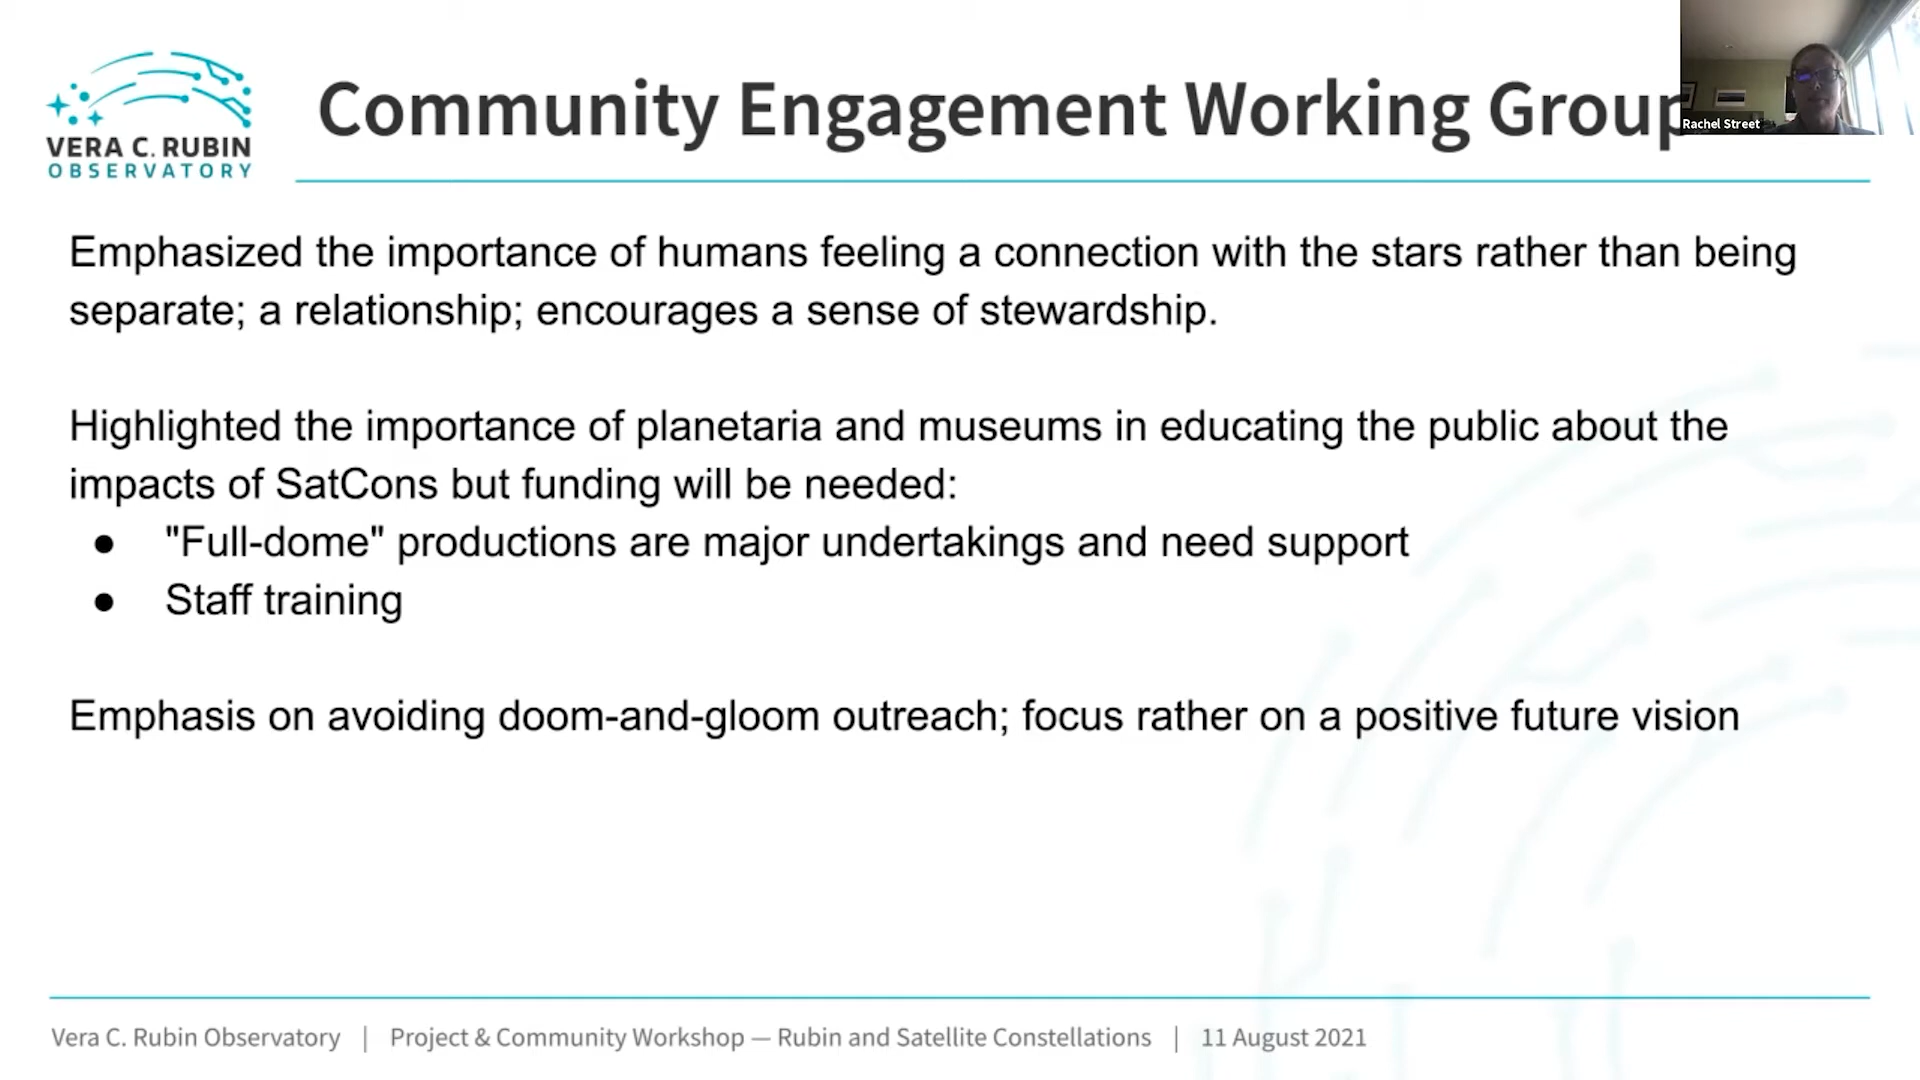 VERA C. RUBIN
OBSERVATORY
Community Engagement Working Group
Rachel Street
Emphasized the importance of humans feeling a connection with the stars rather than being
separate; a relationship; encourages a sense of stewardship.
Highlighted the importance of planetaria and museums in educating the public about the
impacts of SatCons but funding will be needed:
● "Full-dome" productions are major undertakings and need support
● Staff training
Emphasis on avoiding doom-and-gloom outreach; focus rather on a positive future vision
Vera C. Rubin Observatory | Project & Community Workshop — Rubin and Satellite Constellations | 11 August 2021